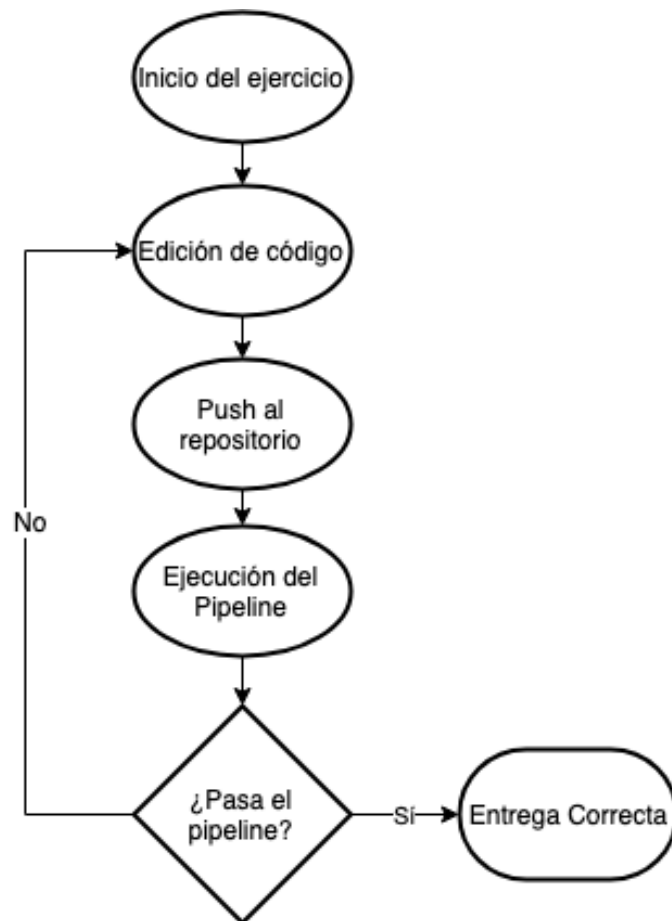 Inicio del ejercicio
Edición de código
Push al
repositorio
No
Ejecución del
Pipeline
¿Pasa el
pipeline?
Sí
Entrega Correcta